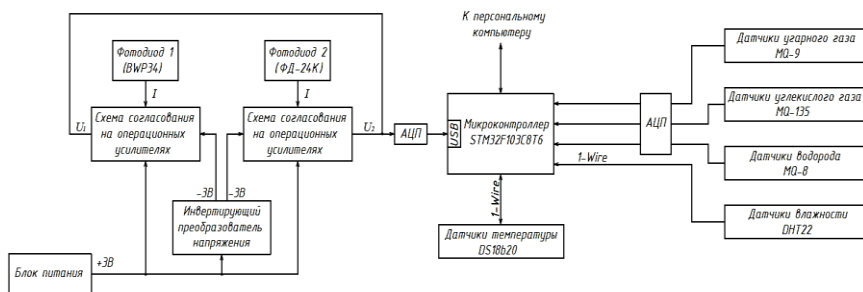 К персональному
компьютеру
Фотодиод 1
(BWP34)
Фотодиод 2
(ФД-24К)
Датчики угарного газа
MQ-9
I
I
U₁
Схема согласования
на операционных
усилителях
Схема согласования
на операционных
усилителях
U₂
АЦП
USB
Микроконтроллер
STM32F103C8T6
АЦП
Датчики углекислого газа
MQ-135
1-Wire
Датчики водорода
MQ-8
-3В
-3В
1-Wire
Инвертирующий
преобразователь
напряжения
Датчики температуры
DS18b20
Датчики влажности
DHT22
Блок питания
+3В